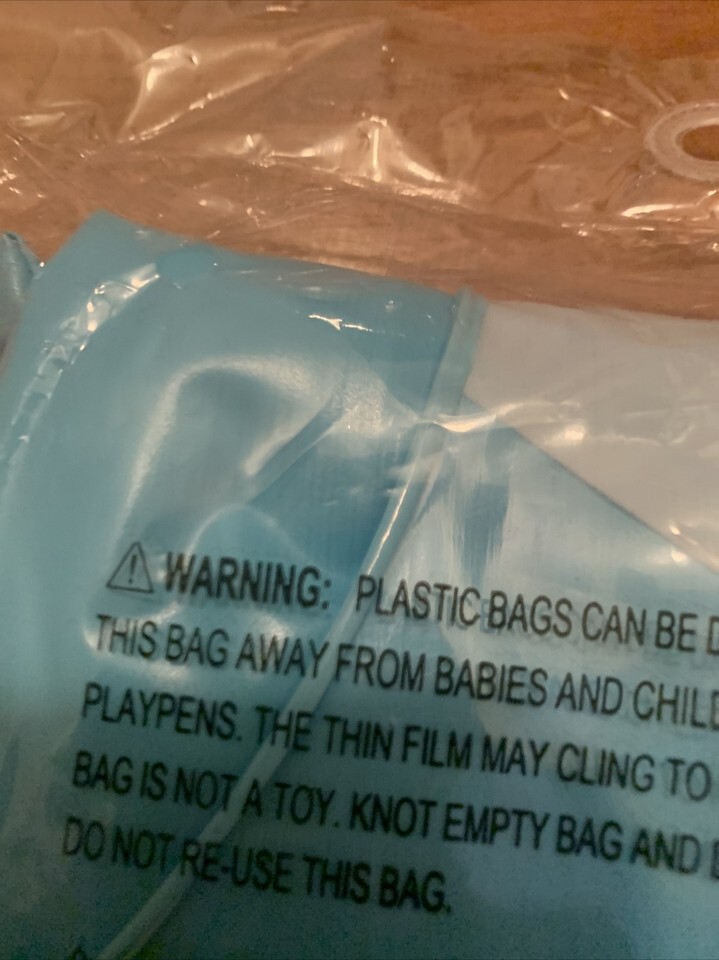 ⚠ WARNING: PLASTIC BAGS CAN BE
THIS BAG AWAY FROM BABIES AND CHILD
PLAYPENS. THE THIN FILM MAY CLING TO
BAG IS NOT A TOY. KNOT EMPTY BAG AND
DO NOT RE-USE THIS BAG.